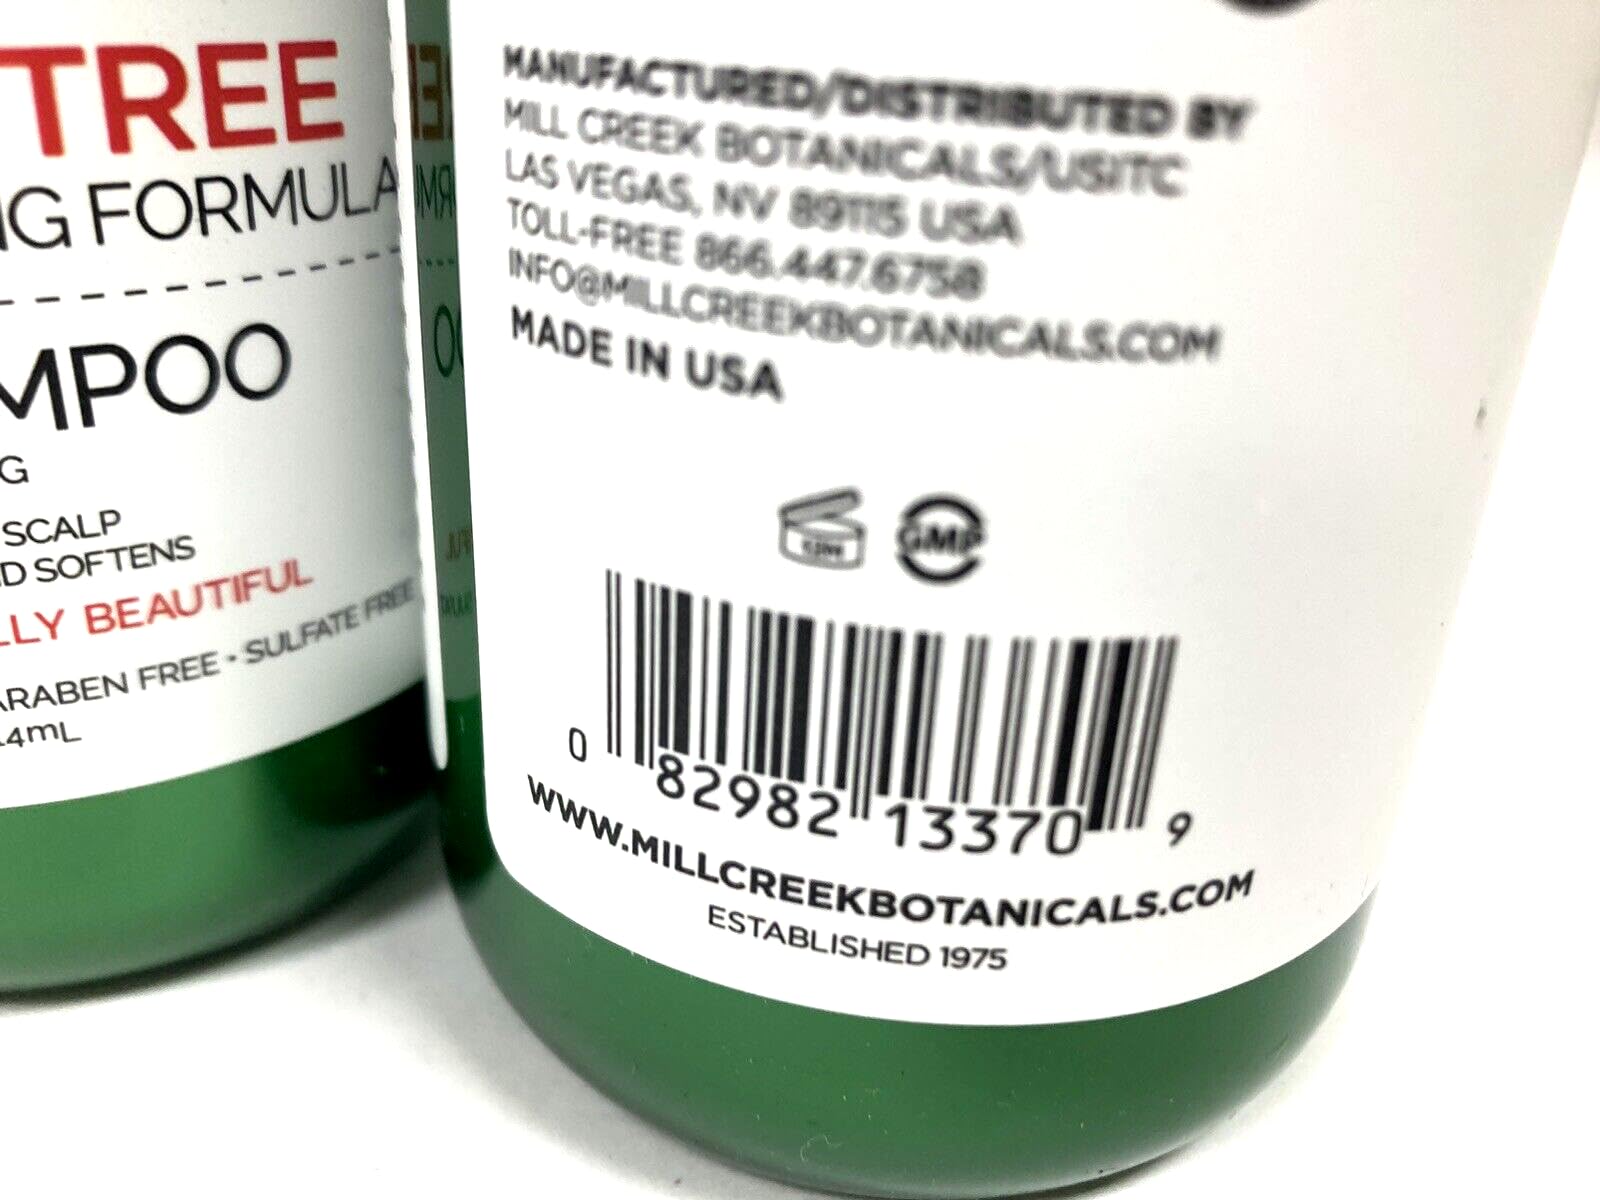 TREE
NG FORMULA
MPOO
G
SCALP
D SOFTENS
LLY BEAUTIFUL
ARABEN FREE • SULFATE FREE
4mL
MANUFACTURED/DISTRIBUTED BY
MILL CREEK BOTANICALS/USITC
LAS VEGAS, NV 89115 USA
TOLL-FREE 866.447.6758
INFO@MILLCREEKBOTANICALS.COM
MADE IN USA
GMP
0 82982 13370 9
WWW.MILLCREEKBOTANICALS.COM
ESTABLISHED 1975